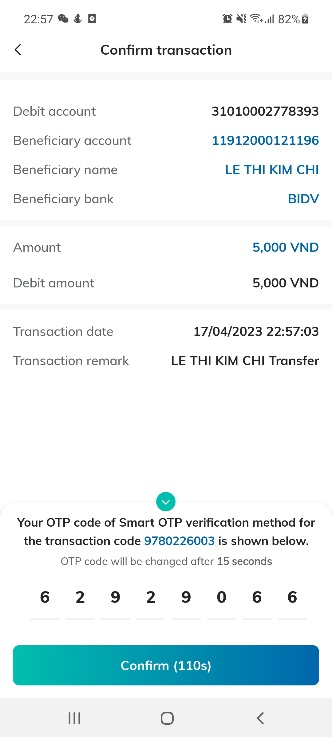 22:57 82%
Confirm transaction
Debit account 31010002778393
Beneficiary account 11912000121196
Beneficiary name LE THI KIM CHI
Beneficiary bank BIDV
Amount 5,000 VND
Debit amount 5,000 VND
Transaction date 17/04/2023 22:57:03
Transaction remark LE THI KIM CHI Transfer
Your OTP code of Smart OTP verification method for
the transaction code 9780226003 is shown below.
OTP code will be changed after 15 seconds
6 2 9 2 9 0 6 6
Confirm (110s)